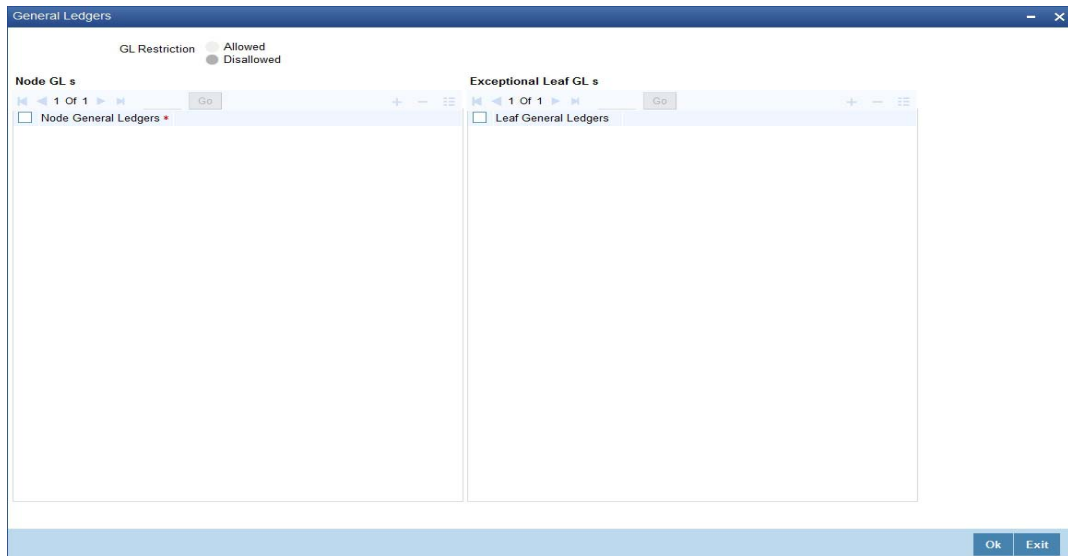 General Ledgers
GL Restriction
Allowed
Disallowed
Node GL s
Exceptional Leaf GL s
1 Of 1
Go
1 Of 1
Go
Node General Ledgers *
Leaf General Ledgers
Ok
Exit